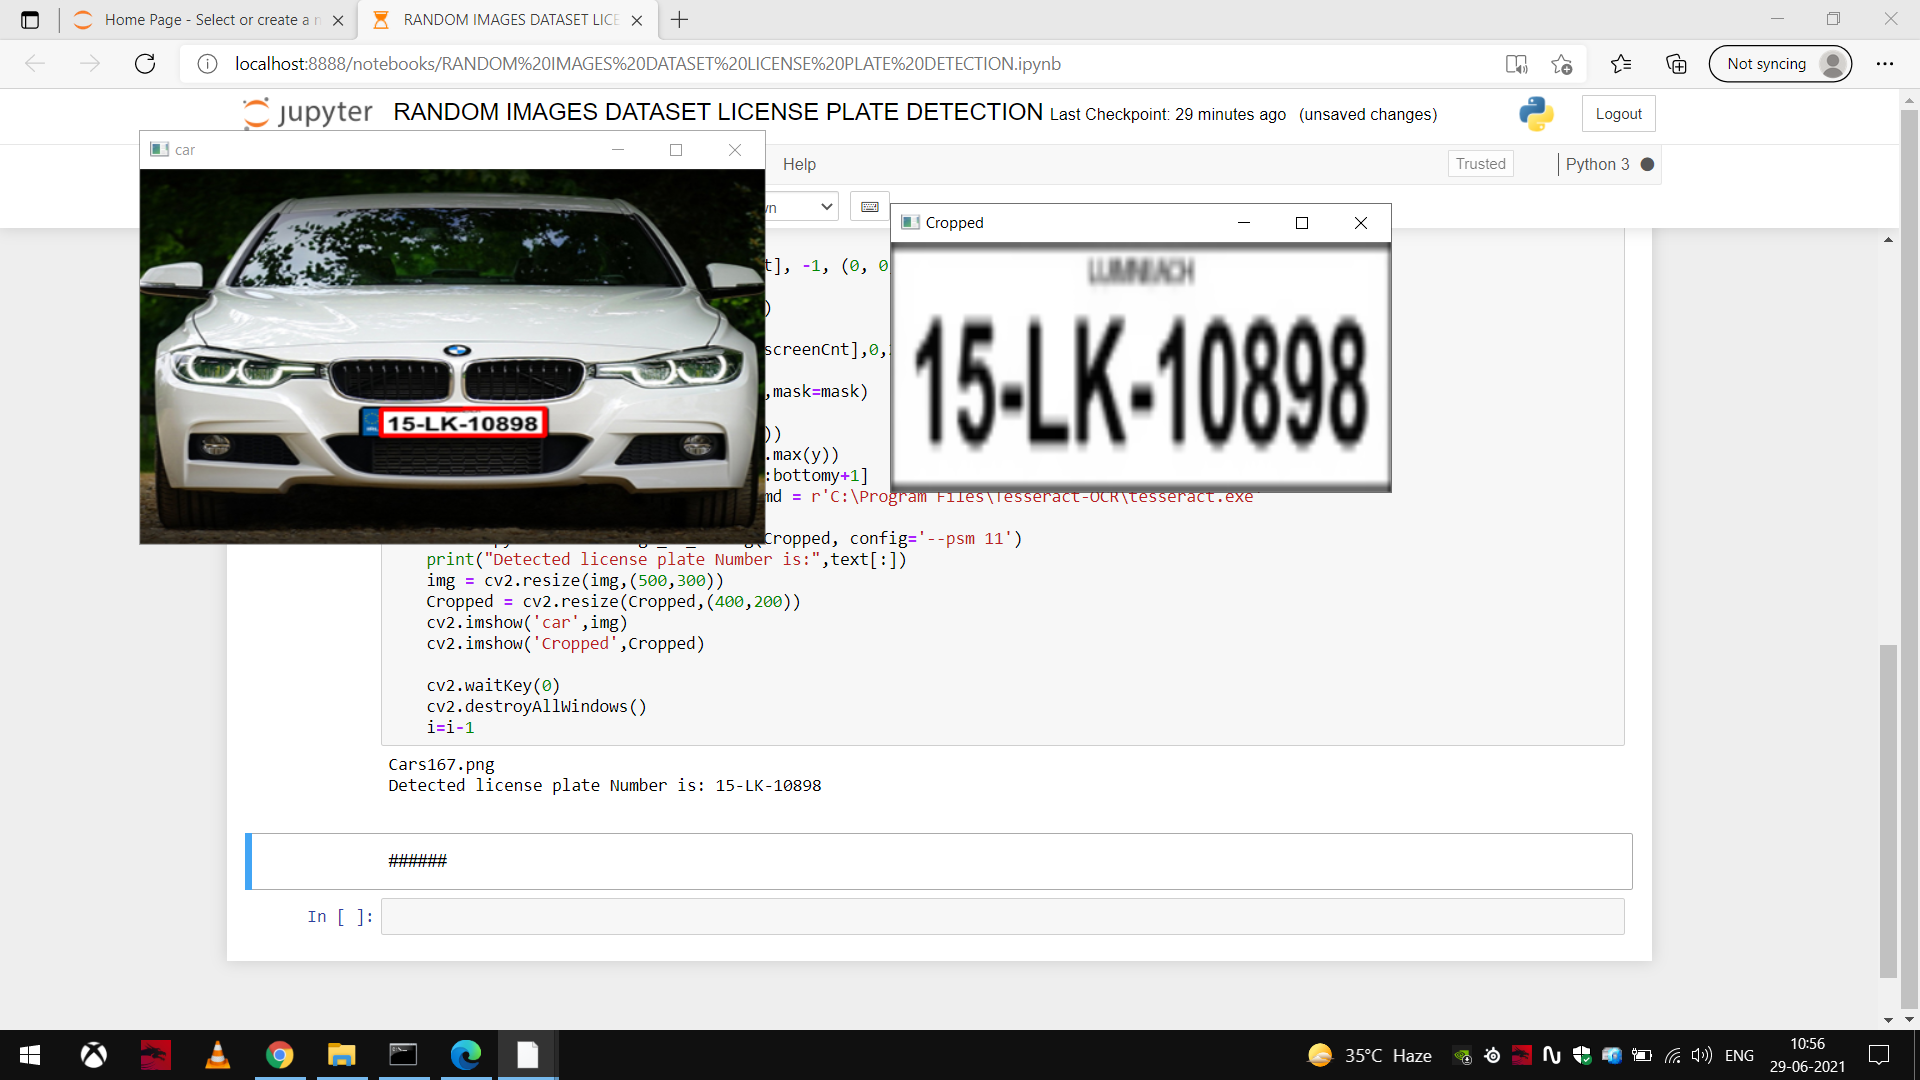 Home Page - Select or create a n
RANDOM IMAGES DATASET LICE
localhost:8888/notebooks/RANDOM%20IMAGES%20DATASET%20LICENSE%20PLATE%20DETECTION.ipynb
Not syncing
jupyter
RANDOM IMAGES DATASET LICENSE PLATE DETECTION Last Checkpoint: 29 minutes ago (unsaved changes)
Logout
car
Help
Trusted
Python 3
Cropped
15-LK-10898
15-LK-10898
t], -1, (0, 0
)
screenCnt],0,
,mask=mask)
))
.max(y))
:bottomy+1]
md = r'C:\Program Files\Tesseract-OCR\tesseract.exe
(Cropped, config='--psm 11')
print("Detected license plate Number is:",text[:])
img = cv2.resize(img,(500,300))
Cropped = cv2.resize(Cropped,(400,200))
cv2.imshow('car',img)
cv2.imshow('Cropped',Cropped)
cv2.waitKey(0)
cv2.destroyAllWindows()
i=i-1
Cars167.png
Detected license plate Number is: 15-LK-10898
######
In [ ]:
35°C Haze
ENG
10:56
29-06-2021